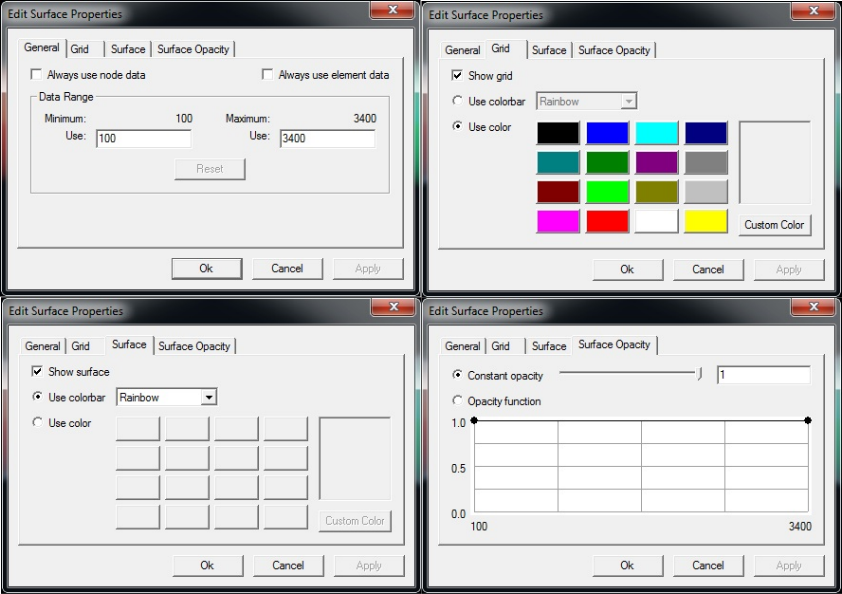 Edit Surface Properties
General Grid Surface Surface Opacity
Always use node data Always use element data
Data Range
Minimum: 100 Maximum: 3400
Use: 100 Use: 3400
Reset
Ok Cancel Apply
Edit Surface Properties
General Grid Surface Surface Opacity
Show grid
Use colorbar Rainbow
Use color
Custom Color
Ok Cancel Apply
Edit Surface Properties
General Grid Surface Surface Opacity
Show surface
Use colorbar Rainbow
Use color
Custom Color
Ok Cancel Apply
Edit Surface Properties
General Grid Surface Surface Opacity
Constant opacity 1
Opacity function
1.0
0.5
0.0
100 3400
Ok Cancel Apply